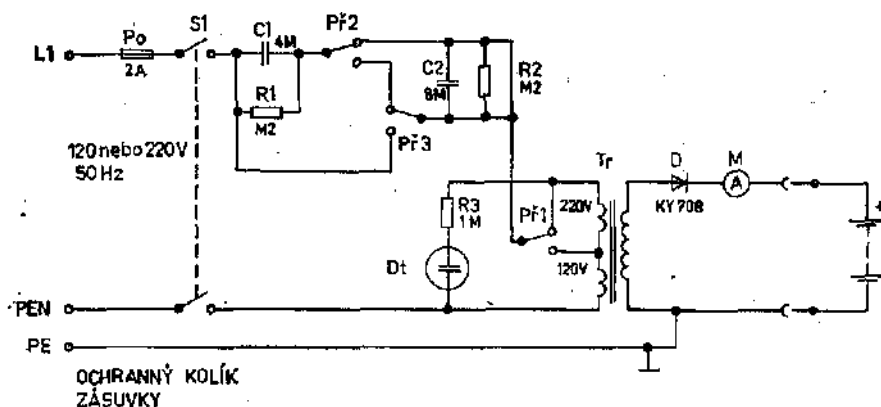 L1
Po
2A
S1
C1
4M
R1
M2
Př2
Př3
C2
8M
R2
M2
120 nebo 220V
50 Hz
R3
1M
Dt
Př1
220V
120V
Tr
D
KY 708
M
A
+
PEN
PE
OCHRANNÝ KOLÍK
ZÁSUVKY